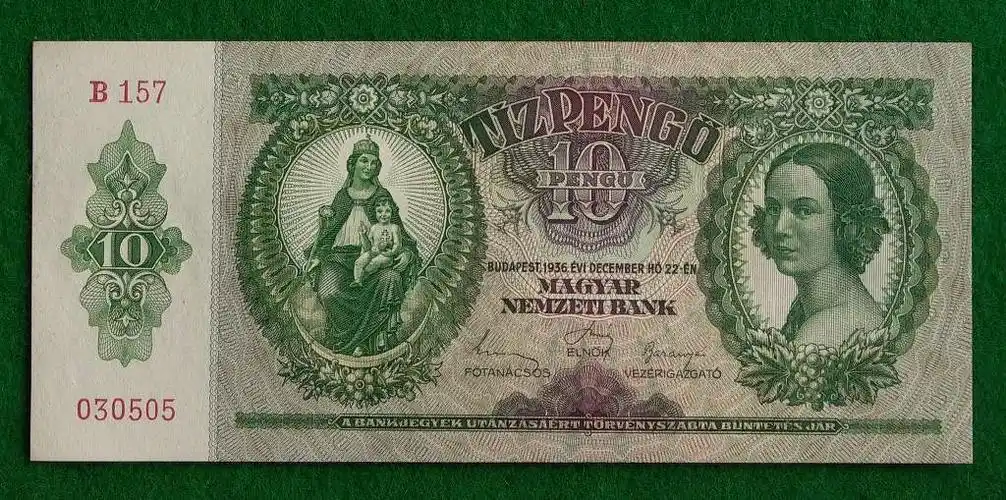 B 157
10
030505
TÍZ PENGŐ
10
PENGŐ
BUDAPEST, 1936. ÉVI DECEMBER HÓ 22-ÉN
MAGYAR
NEMZETI BANK
ELNÖK
FŐTANÁCSOS VEZÉRIGAZGATÓ
A BANKJEGYEK UTÁNZÁSAÉRT TÖRVÉNYSZABTA BÜNTETÉS JÁR